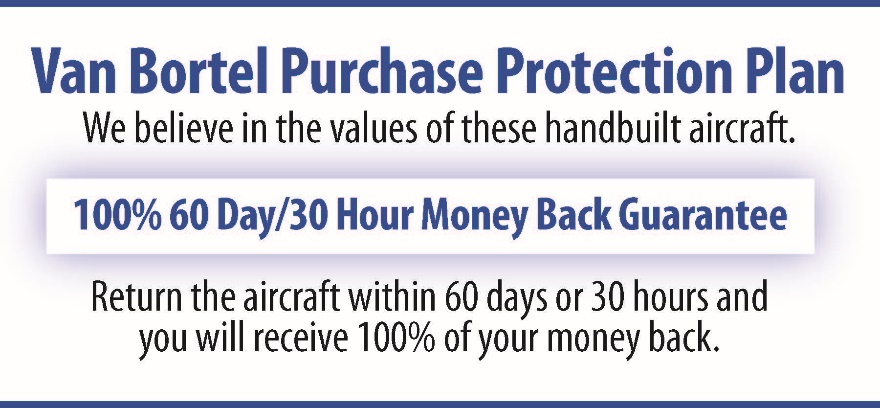 Van Bortel Purchase Protection Plan
We believe in the values of these handbuilt aircraft.
100% 60 Day/30 Hour Money Back Guarantee
Return the aircraft within 60 days or 30 hours and
you will receive 100% of your money back.